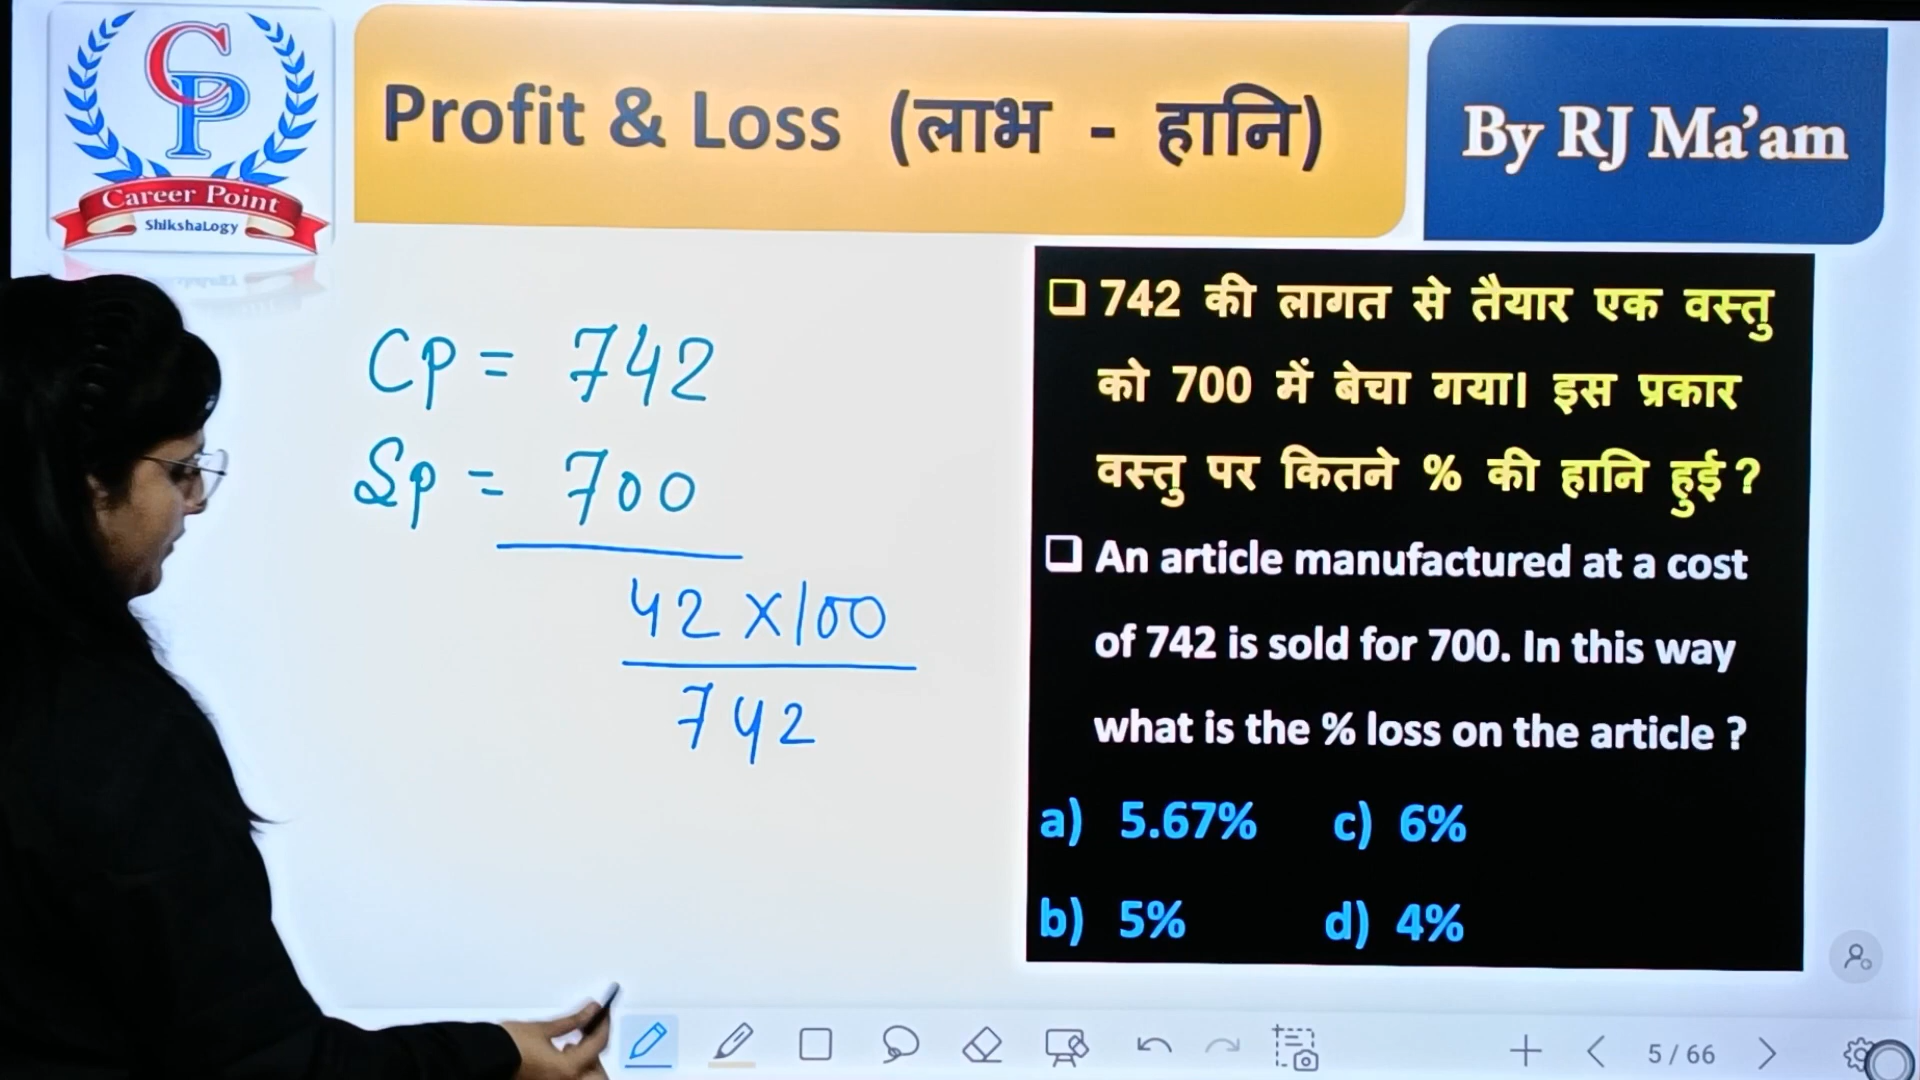 CP
Career Point
ShikshaLogy
Profit & Loss (लाभ - हानि)
By RJ Ma'am
CP = 742
SP = 700
42 x 100
742
742 की लागत से तैयार एक वस्तु
को 700 में बेचा गया। इस प्रकार
वस्तु पर कितने % की हानि हुई ?
An article manufactured at a cost
of 742 is sold for 700. In this way
what is the % loss on the article ?
a) 5.67% c) 6%
b) 5% d) 4%
5 / 66